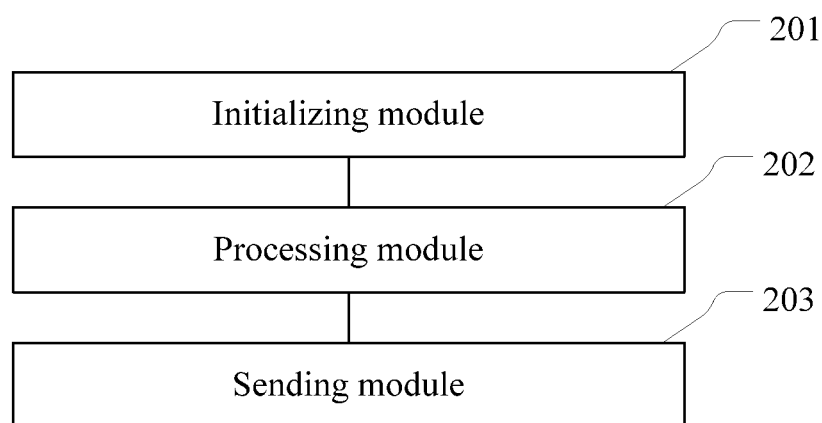 201
Initializing module
202
Processing module
203
Sending module